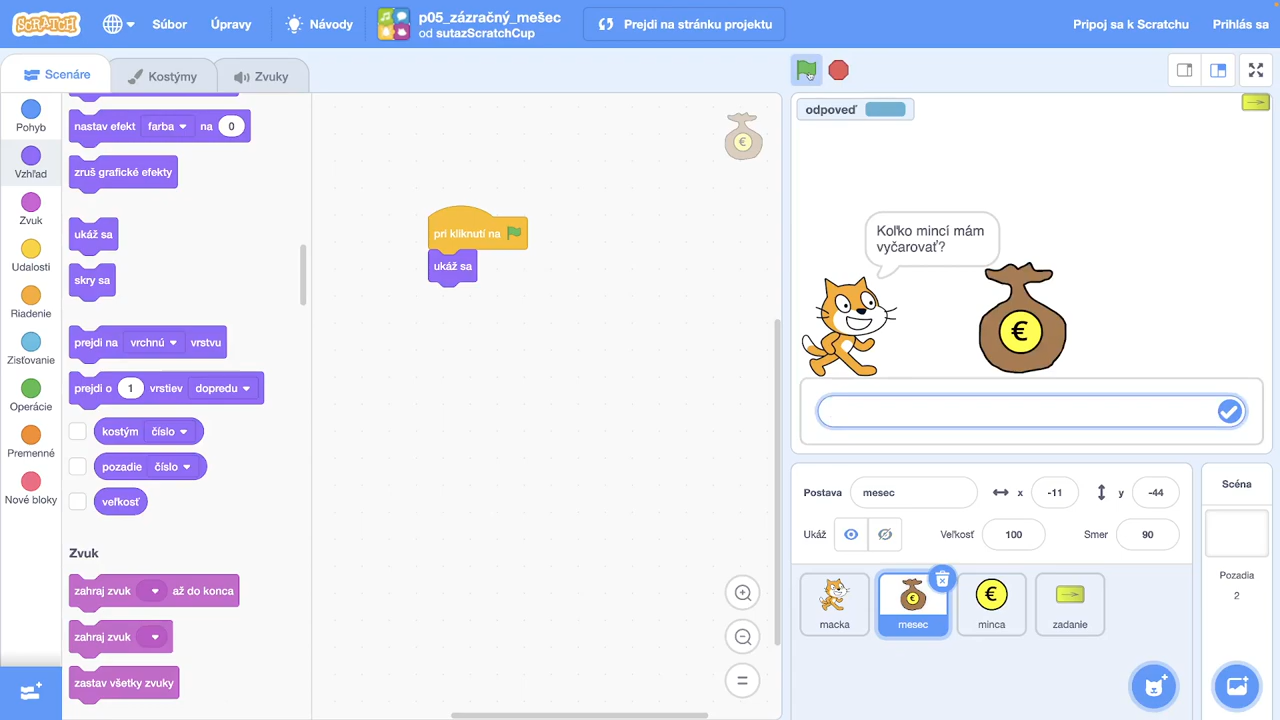 SCRATCH
Súbor
Úpravy
Návody
p05_zázračný_mešec
od sutazScratchCup
Prejdi na stránku projektu
Pripoj sa k Scratchu
Prihlás sa
Scenáre
Kostýmy
Zvuky
Pohyb
Vzhľad
Zvuk
Udalosti
Riadenie
Zisťovanie
Operácie
Premenné
Nové bloky
nastav efekt farba na 0
zruš grafické efekty
ukáž sa
skry sa
prejdi na vrchnú vrstvu
prejdi o 1 vrstiev dopredu
kostým číslo
pozadie číslo
veľkosť
Zvuk
zahraj zvuk až do konca
zahraj zvuk
zastav všetky zvuky
pri kliknutí na
ukáž sa
€
odpoveď
Koľko mincí mám
vyčarovať?
€
Postava mesec x -11 y -44
Ukáž Veľkosť 100 Smer 90
€
€
macka
mesec
minca
zadanie
Scéna
Pozadia
2